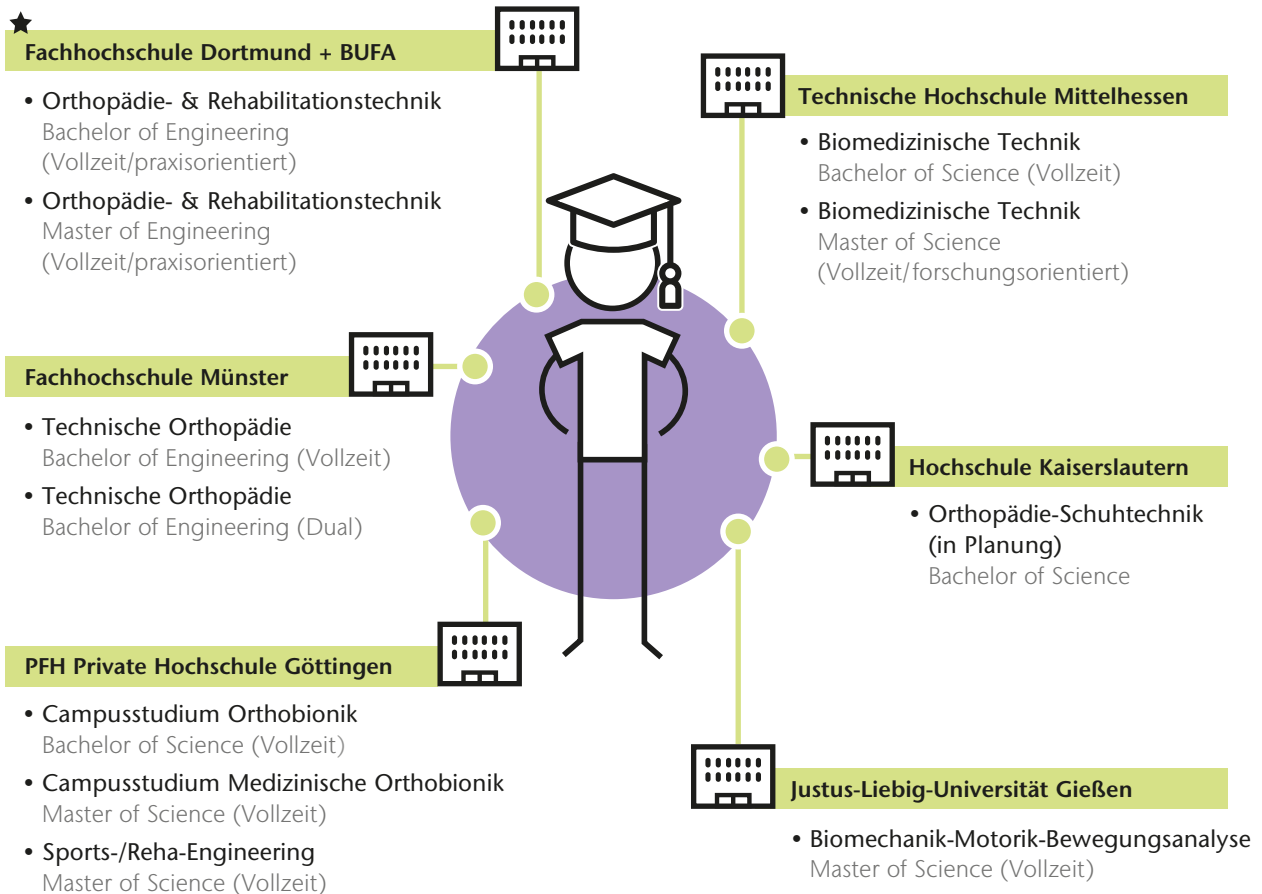 Fachhochschule Dortmund + BUFA
• Orthopädie- & Rehabilitationstechnik
Bachelor of Engineering
(Vollzeit/praxisorientiert)
• Orthopädie- & Rehabilitationstechnik
Master of Engineering
(Vollzeit/praxisorientiert)
Technische Hochschule Mittelhessen
• Biomedizinische Technik
Bachelor of Science (Vollzeit)
• Biomedizinische Technik
Master of Science
(Vollzeit/forschungsorientiert)
Fachhochschule Münster
• Technische Orthopädie
Bachelor of Engineering (Vollzeit)
• Technische Orthopädie
Bachelor of Engineering (Dual)
Hochschule Kaiserslautern
• Orthopädie-Schuhtechnik
(in Planung)
Bachelor of Science
PFH Private Hochschule Göttingen
• Campusstudium Orthobionik
Bachelor of Science (Vollzeit)
• Campusstudium Medizinische Orthobionik
Master of Science (Vollzeit)
• Sports-/Reha-Engineering
Master of Science (Vollzeit)
Justus-Liebig-Universität Gießen
• Biomechanik-Motorik-Bewegungsanalyse
Master of Science (Vollzeit)